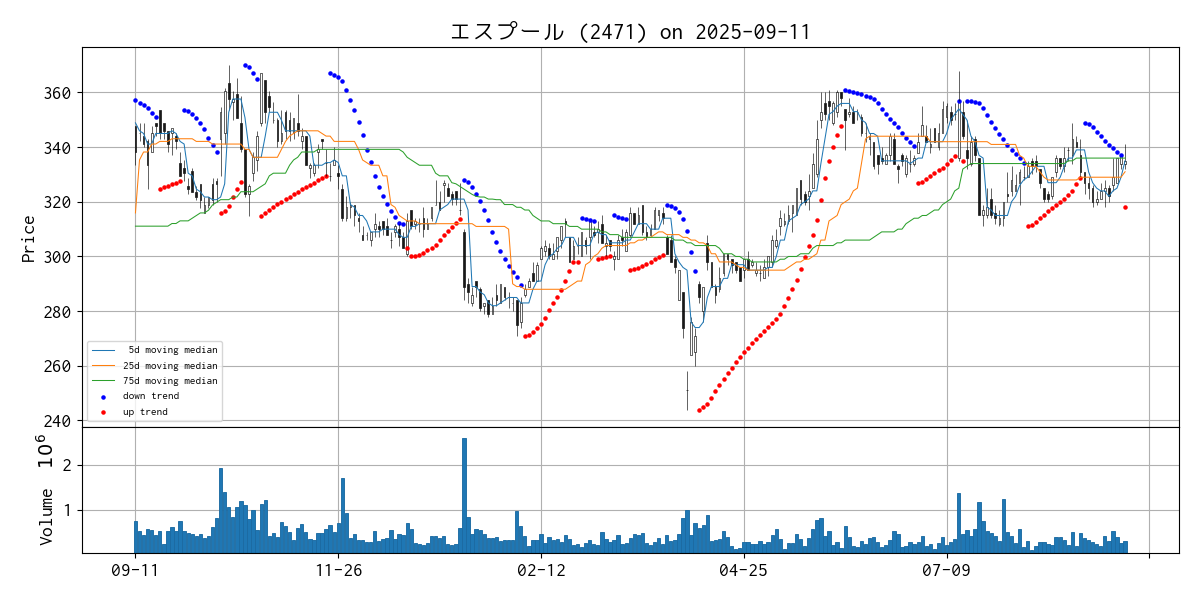 エスプール (2471) on 2025-09-11
Price
360
340
320
300
280
260
240
5d moving median
25d moving median
75d moving median
down trend
up trend
Volume 10^6
2
1
09-11 11-26 02-12 04-25 07-09